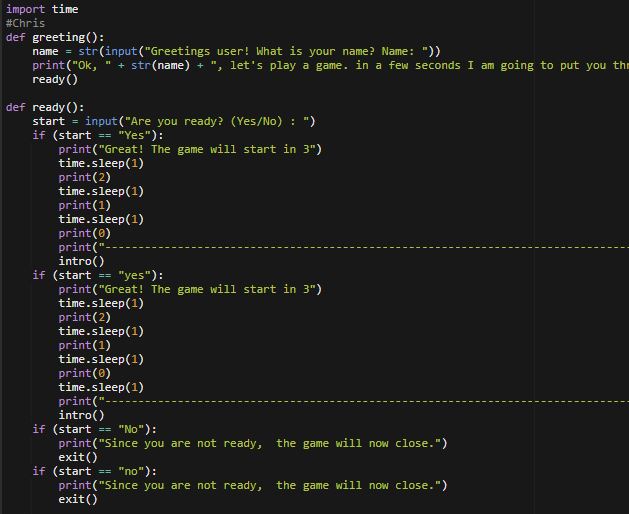 import time
#Chris
def greeting():
    name = str(input("Greetings user! What is your name? Name: "))
    print("Ok, " + str(name) + ", let's play a game. in a few seconds I am going to put you thr
    ready()

def ready():
    start = input("Are you ready? (Yes/No) : ")
    if (start == "Yes"):
        print("Great! The game will start in 3")
        time.sleep(1)
        print(2)
        time.sleep(1)
        print(1)
        time.sleep(1)
        print(0)
        print("--------------------------------------------------------------------------------
        intro()
    if (start == "yes"):
        print("Great! The game will start in 3")
        time.sleep(1)
        print(2)
        time.sleep(1)
        print(1)
        time.sleep(1)
        print(0)
        time.sleep(1)
        print("--------------------------------------------------------------------------------
        intro()
    if (start == "No"):
        print("Since you are not ready,  the game will now close.")
        exit()
    if (start == "no"):
        print("Since you are not ready,  the game will now close.")
        exit()